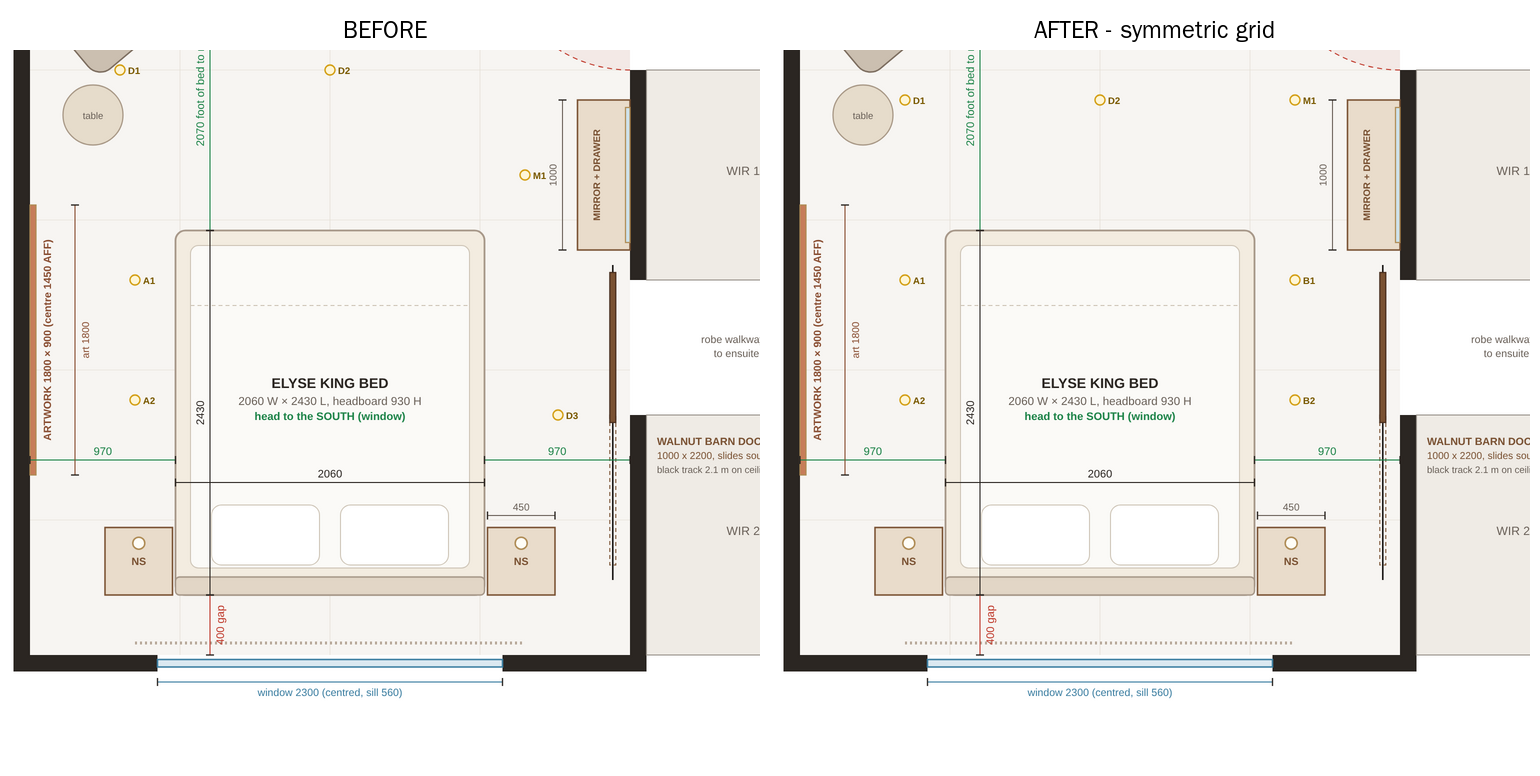 BEFORE
D1
D2
table
2070 foot of bed to
M1
1000
MIRROR + DRAWER
WIR 1
ARTWORK 1800 × 900 (centre 1450 AFF)
art 1800
A1
A2
robe walkwa
to ensuite
ELYSE KING BED
2060 W × 2430 L, headboard 930 H
head to the SOUTH (window)
2430
D3
WALNUT BARN DOO
1000 x 2200, slides sou
black track 2.1 m on ceili
970
970
2060
450
NS
NS
WIR 2
400 gap
window 2300 (centred, sill 560)
AFTER - symmetric grid
D1
D2
M1
table
2070 foot of bed to
1000
MIRROR + DRAWER
WIR 1
ARTWORK 1800 × 900 (centre 1450 AFF)
art 1800
A1
B1
A2
B2
robe walkwa
to ensuite
ELYSE KING BED
2060 W × 2430 L, headboard 930 H
head to the SOUTH (window)
2430
WALNUT BARN DOO
1000 x 2200, slides sou
black track 2.1 m on ceili
970
970
2060
450
NS
NS
WIR 2
400 gap
window 2300 (centred, sill 560)